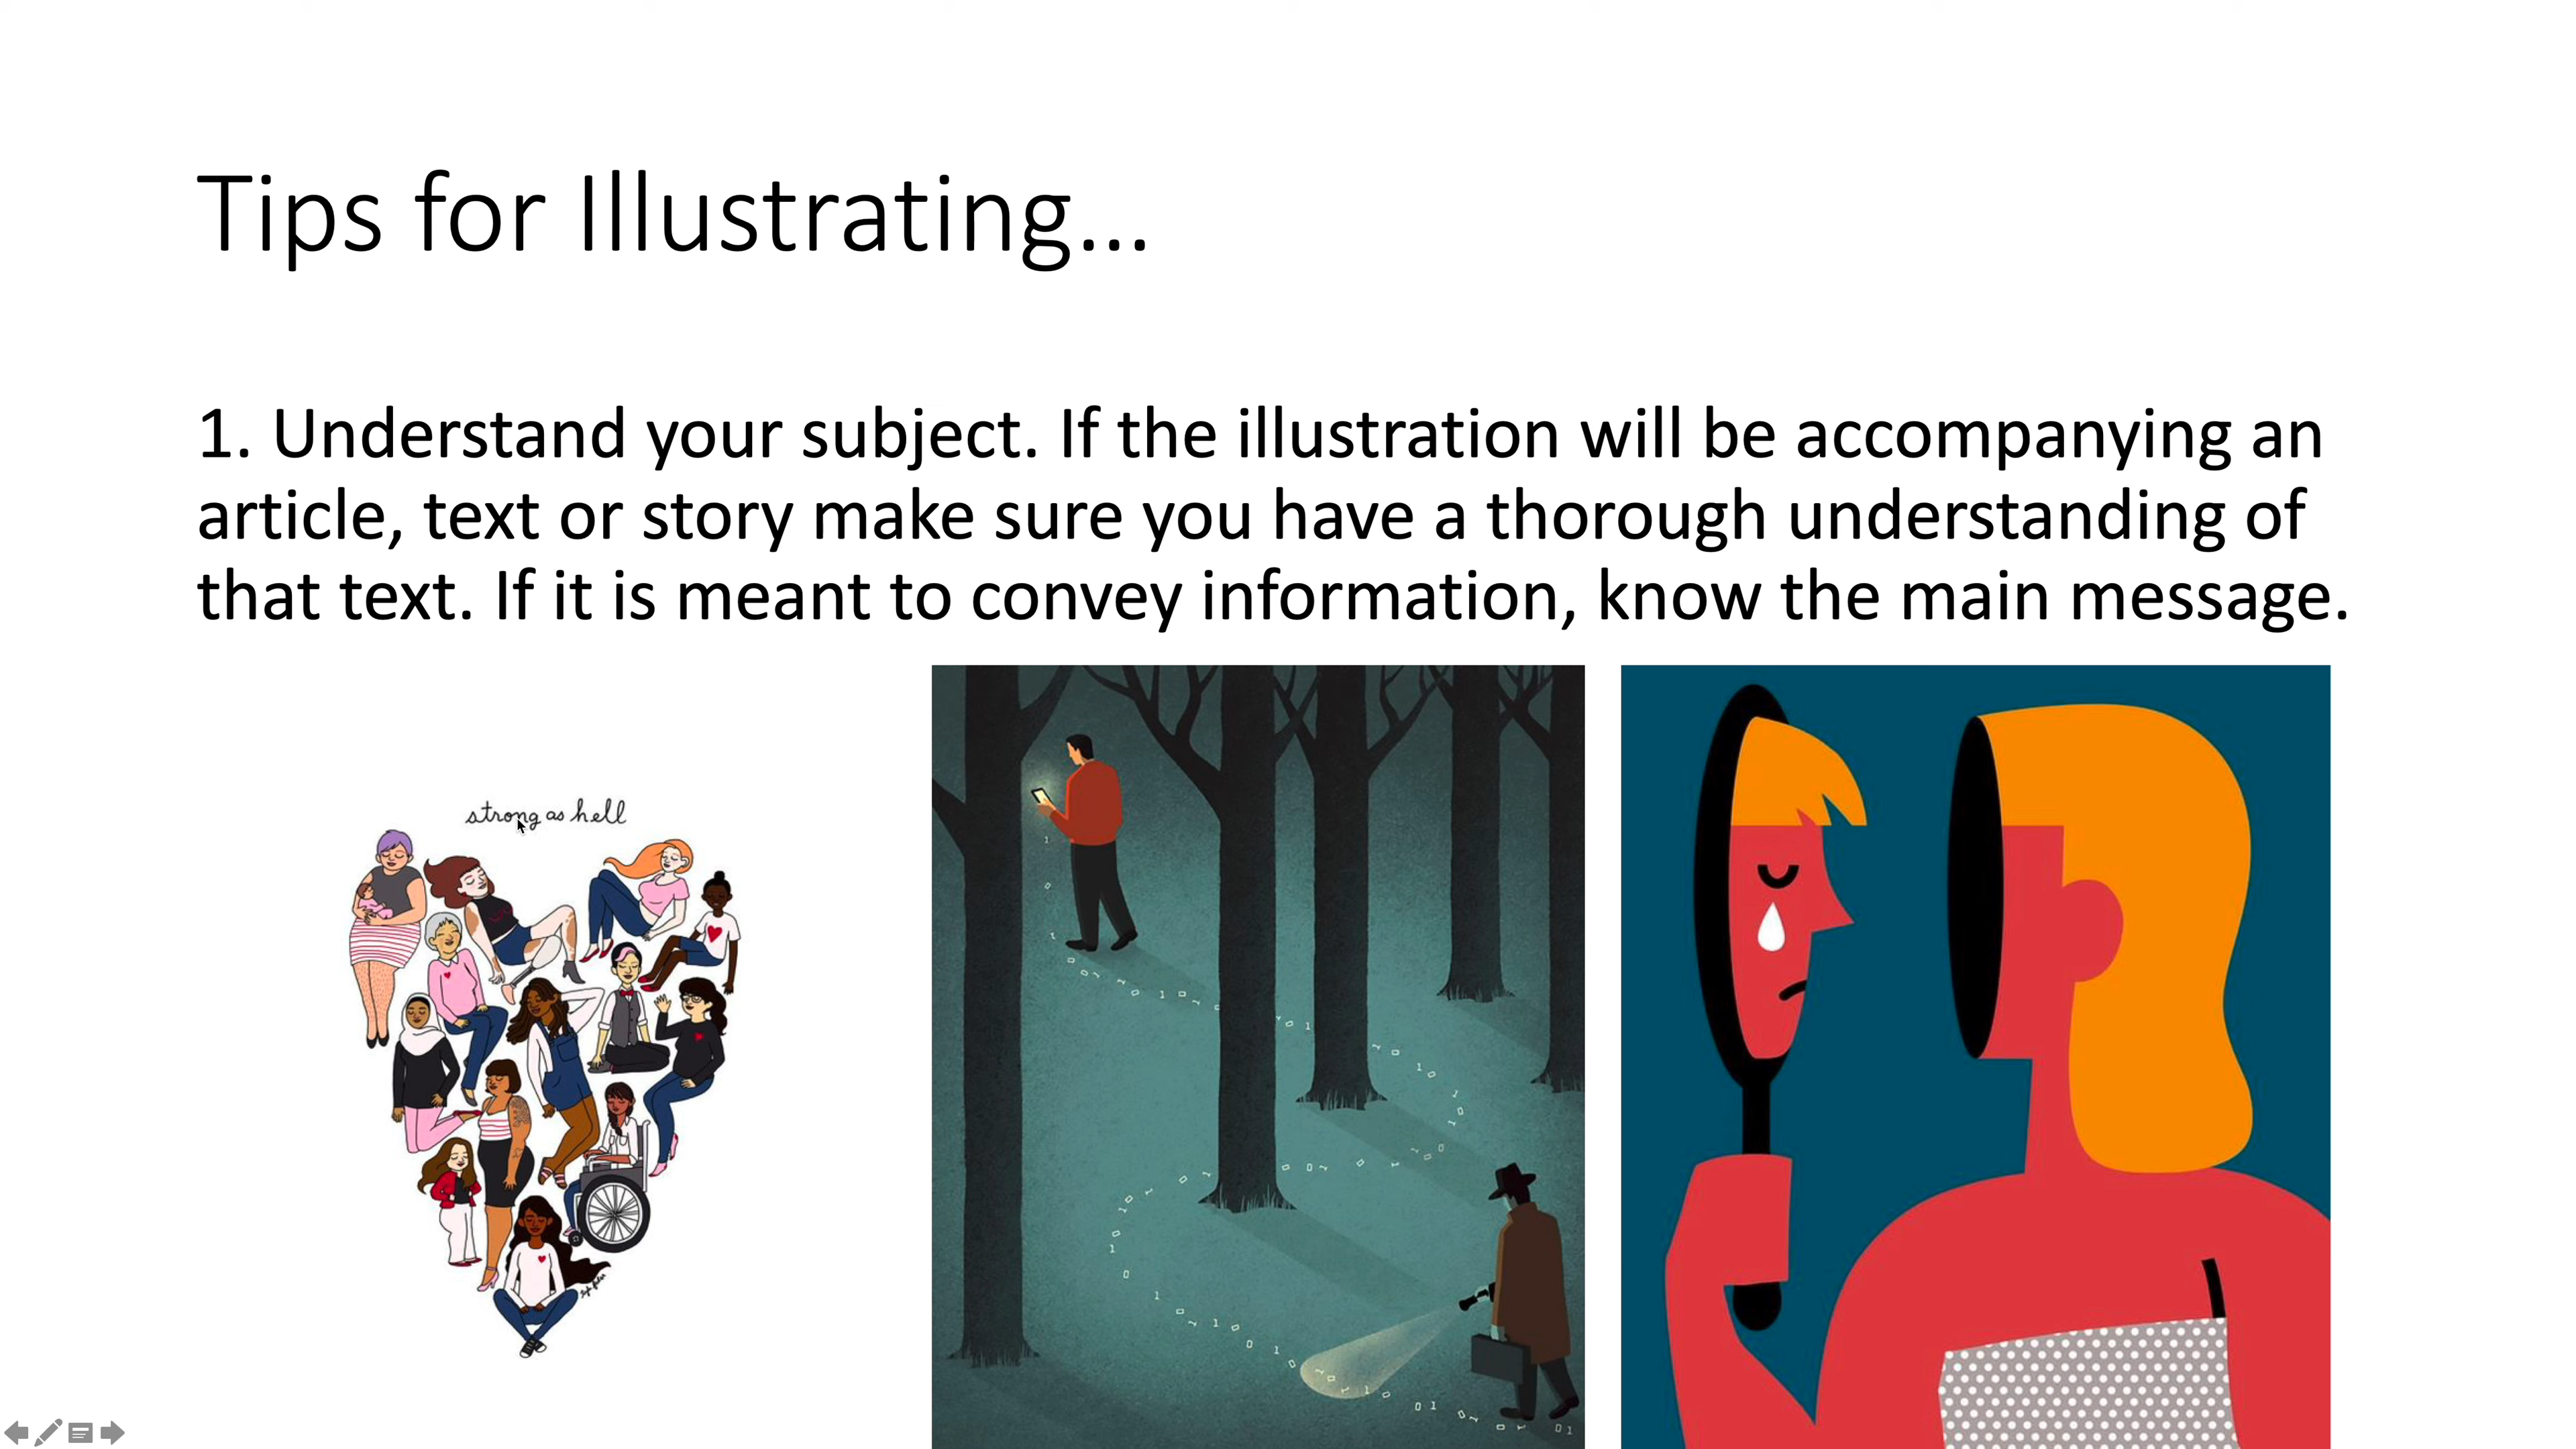 Tips for Illustrating…
1. Understand your subject. If the illustration will be accompanying an
article, text or story make sure you have a thorough understanding of
that text. If it is meant to convey information, know the main message.
strong as hell